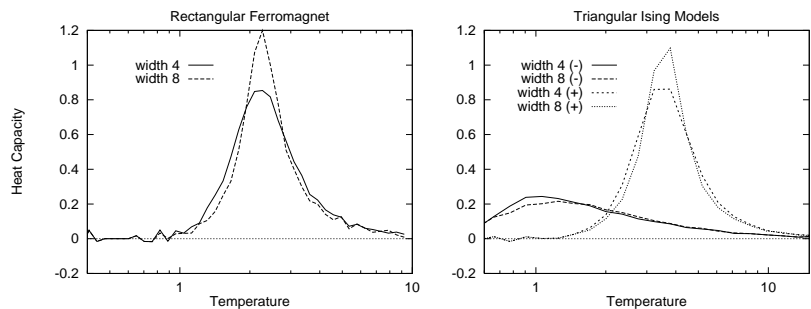 Rectangular Ferromagnet
Heat Capacity
1.2
1
0.8
0.6
0.4
0.2
0
-0.2
width 4
width 8
1
10
Temperature
Triangular Ising Models
1.2
1
0.8
0.6
0.4
0.2
0
-0.2
width 4 (-)
width 8 (-)
width 4 (+)
width 8 (+)
1
10
Temperature